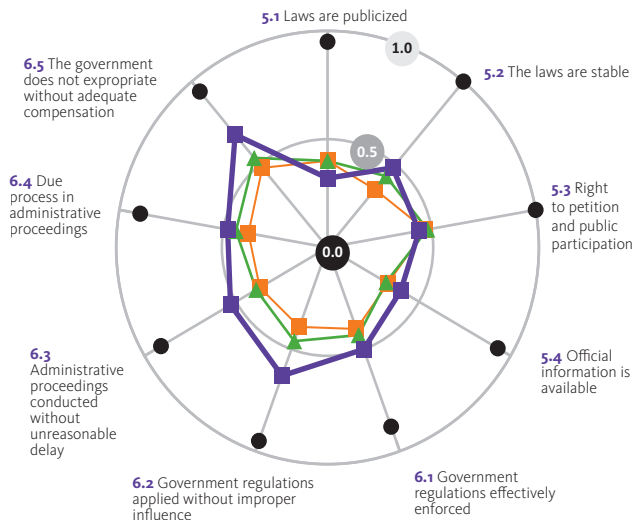 5.1 Laws are publicized
1.0
5.2 The laws are stable
0.5
5.3 Right
to petition
and public
participation
0.0
5.4 Official
information is
available
6.1 Government
regulations effectively
enforced
6.2 Government regulations
applied without improper
influence
6.3
Administrative
proceedings
conducted
without
unreasonable
delay
6.4 Due
process in
administrative
proceedings
6.5 The government
does not expropriate
without adequate
compensation